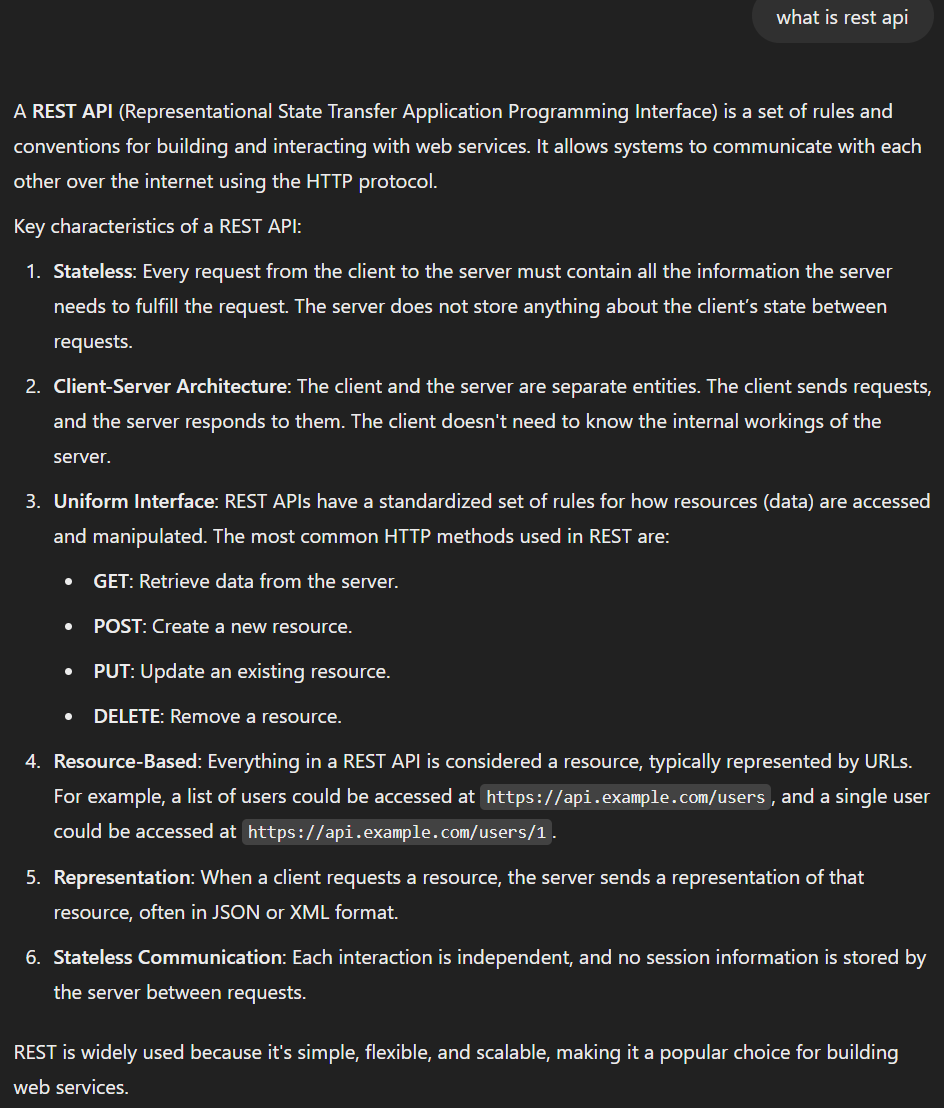 what is rest api
A REST API (Representational State Transfer Application Programming Interface) is a set of rules and
conventions for building and interacting with web services. It allows systems to communicate with each
other over the internet using the HTTP protocol.
Key characteristics of a REST API:
1. Stateless: Every request from the client to the server must contain all the information the server
needs to fulfill the request. The server does not store anything about the client’s state between
requests.
2. Client-Server Architecture: The client and the server are separate entities. The client sends requests,
and the server responds to them. The client doesn't need to know the internal workings of the
server.
3. Uniform Interface: REST APIs have a standardized set of rules for how resources (data) are accessed
and manipulated. The most common HTTP methods used in REST are:
• GET: Retrieve data from the server.
• POST: Create a new resource.
• PUT: Update an existing resource.
• DELETE: Remove a resource.
4. Resource-Based: Everything in a REST API is considered a resource, typically represented by URLs.
For example, a list of users could be accessed at https://api.example.com/users, and a single user
could be accessed at https://api.example.com/users/1.
5. Representation: When a client requests a resource, the server sends a representation of that
resource, often in JSON or XML format.
6. Stateless Communication: Each interaction is independent, and no session information is stored by
the server between requests.
REST is widely used because it's simple, flexible, and scalable, making it a popular choice for building
web services.